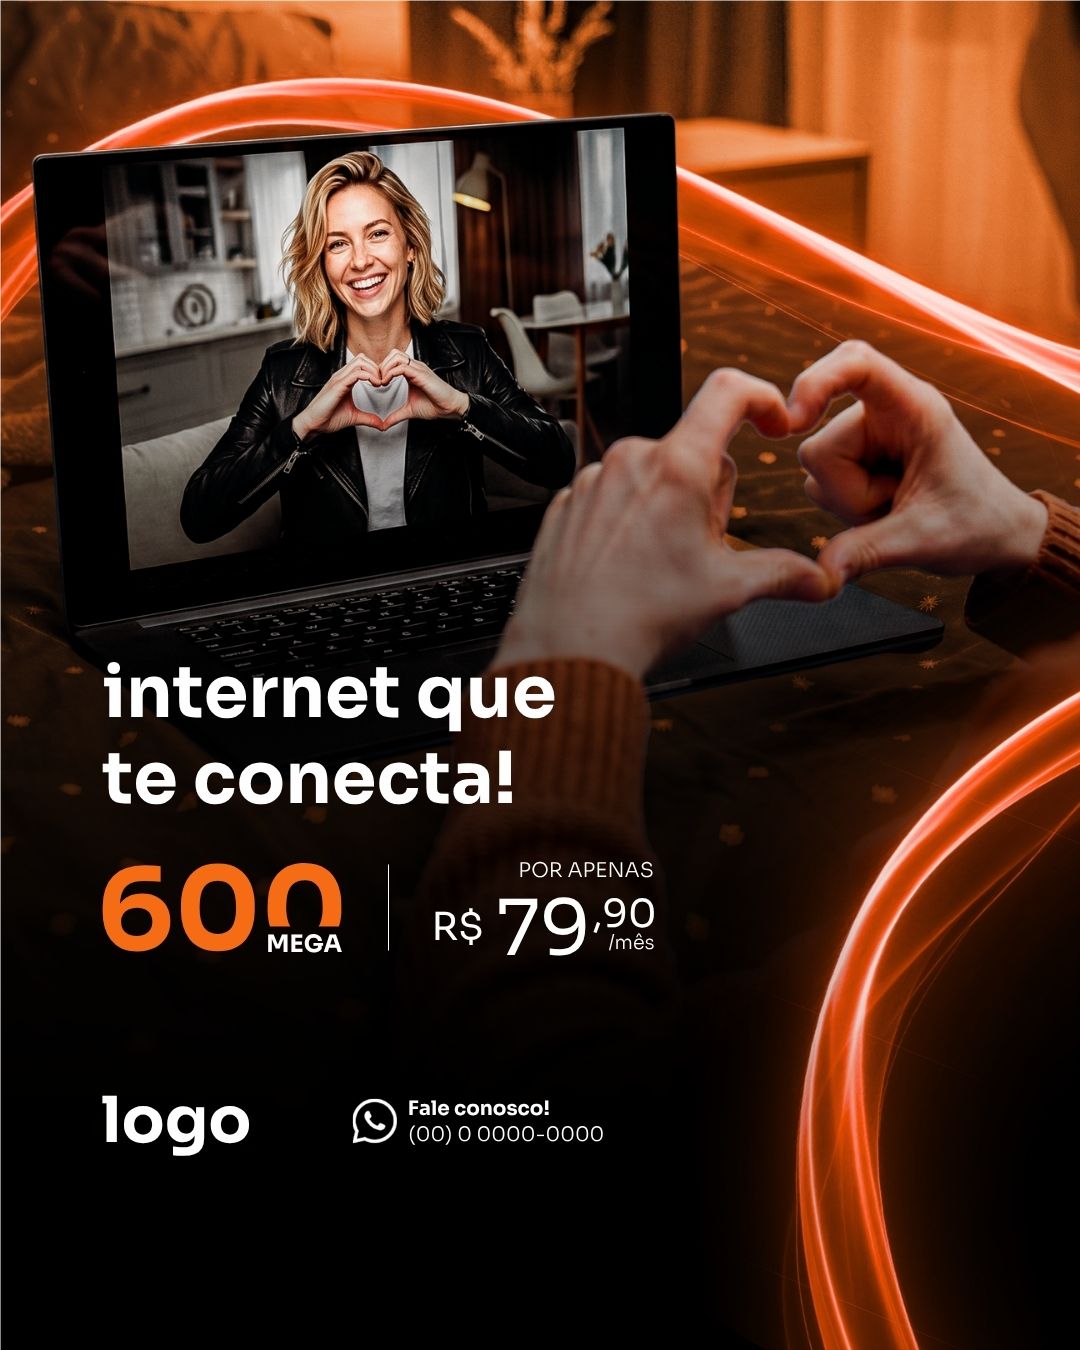 internet que
te conecta!
600
MEGA
POR APENAS
R$ 79,90
/mês
logo
Fale conosco!
(00) 0 0000-0000